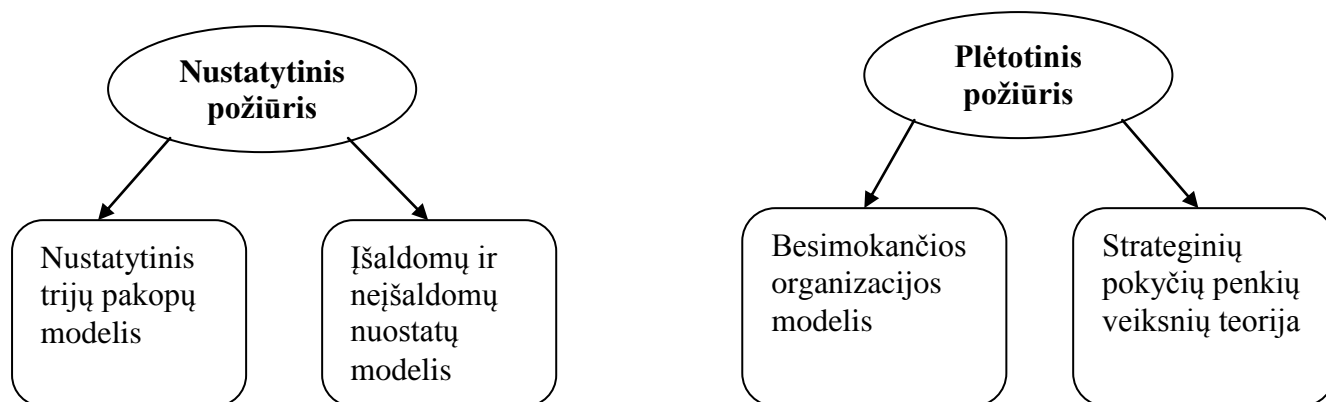 Nustatytinis
požiūris
Plėtotinis
požiūris
Nustatytinis
trijų pakopų
modelis
Įšaldomų ir
neįšaldomų
nuostatų
modelis
Besimokančios
organizacijos
modelis
Strateginių
pokyčių penkių
veiksnių teorija